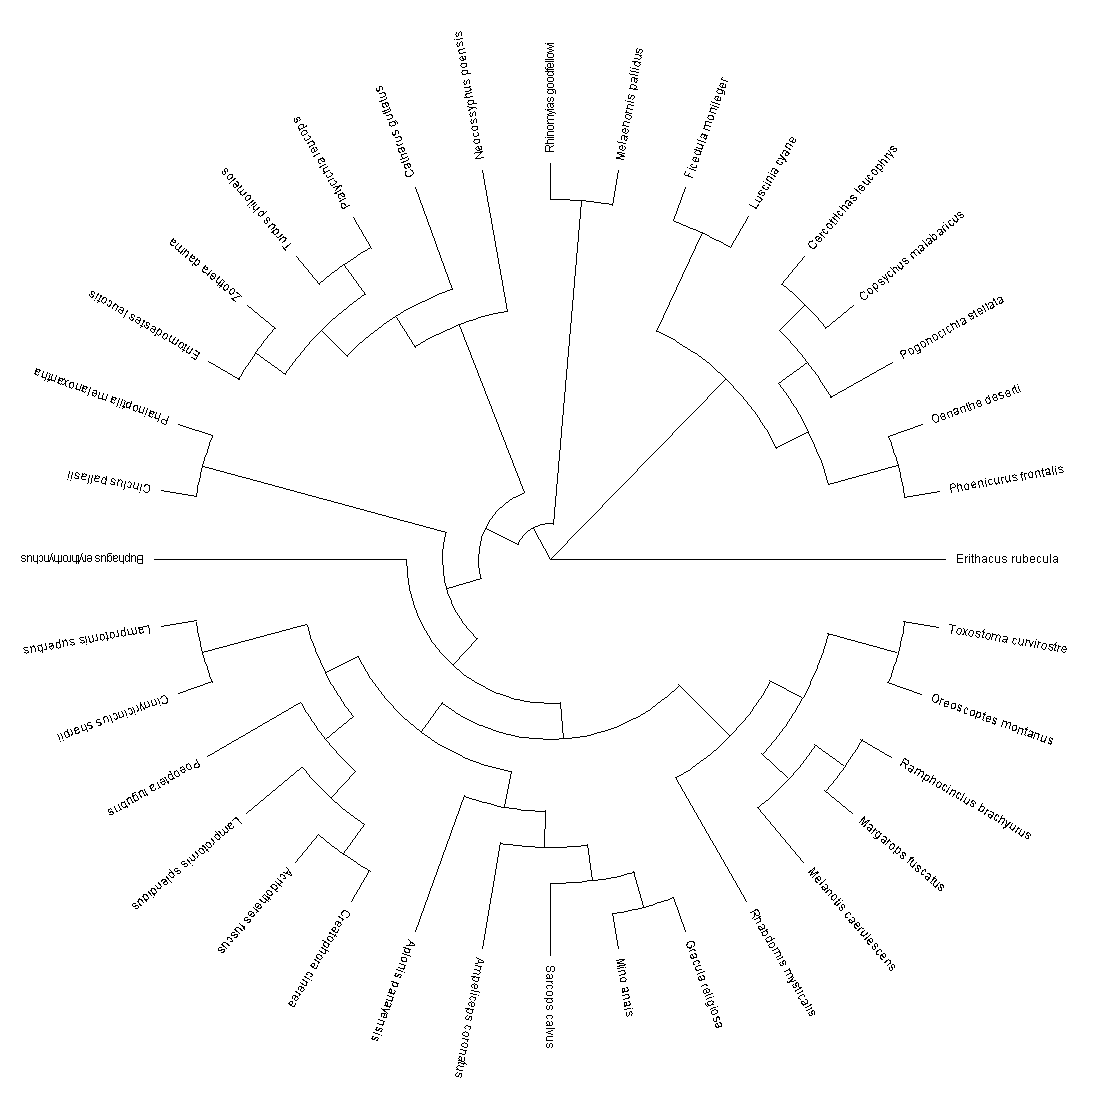 Rhinomyias goodfellowi
Melaenornis pallidus
Ficedula monileger
Luscinia cyane
Cercotrichas leucophrys
Copsychus malabaricus
Pogonocichla stellata
Oenanthe deserti
Phoenicurus frontalis
Erithacus rubecula
Toxostoma curvirostre
Oreoscoptes montanus
Ramphocinclus brachyurus
Margarops fuscatus
Melanotis caerulescens
Rhabdornis mysticalis
Gracula religiosa
Mino anais
Sarcops calvus
Ampeliceps coronatus
Aplonis panayensis
Creatophora cinerea
Acridotheres fuscus
Lamprotornis splendidus
Poeoptera lugubris
Cinnyricinclus sharpii
Lamprotornis superbus
Buphagus erythrorhynchus
Cinclus pallasii
Phainoptila melanoxantha
Entomodestes leucotis
Zoothera dauma
Turdus philomelos
Platycichla leucops
Catharus guttatus
Neocossyphus poensis